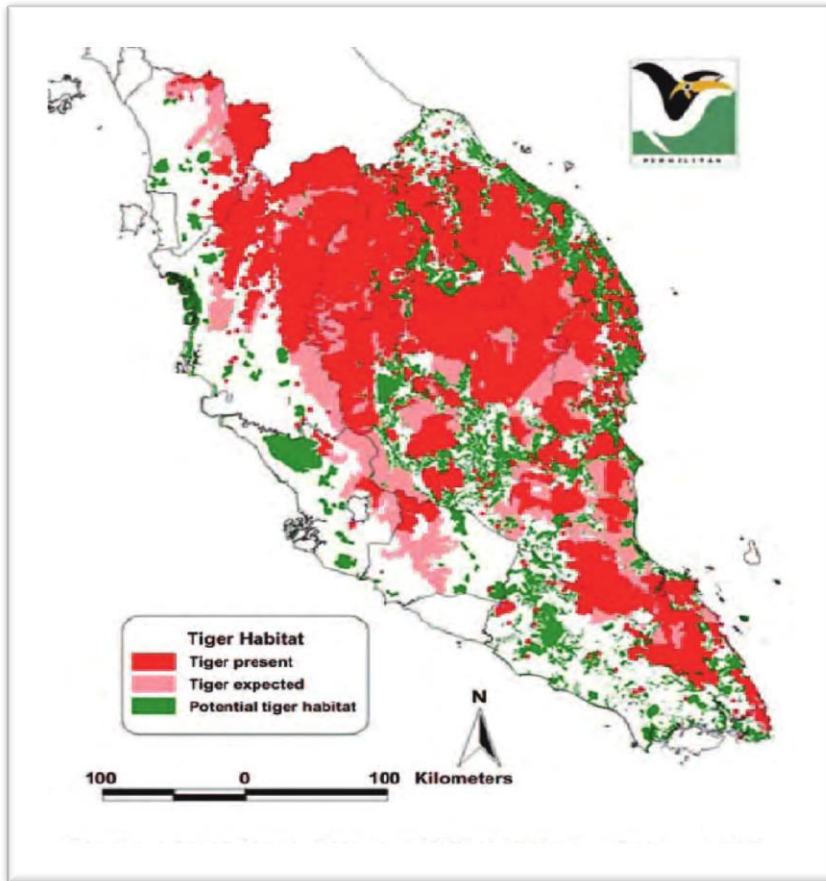 PERHILITAN
Tiger Habitat
Tiger present
Tiger expected
Potential tiger habitat
N
100 0 100
Kilometers